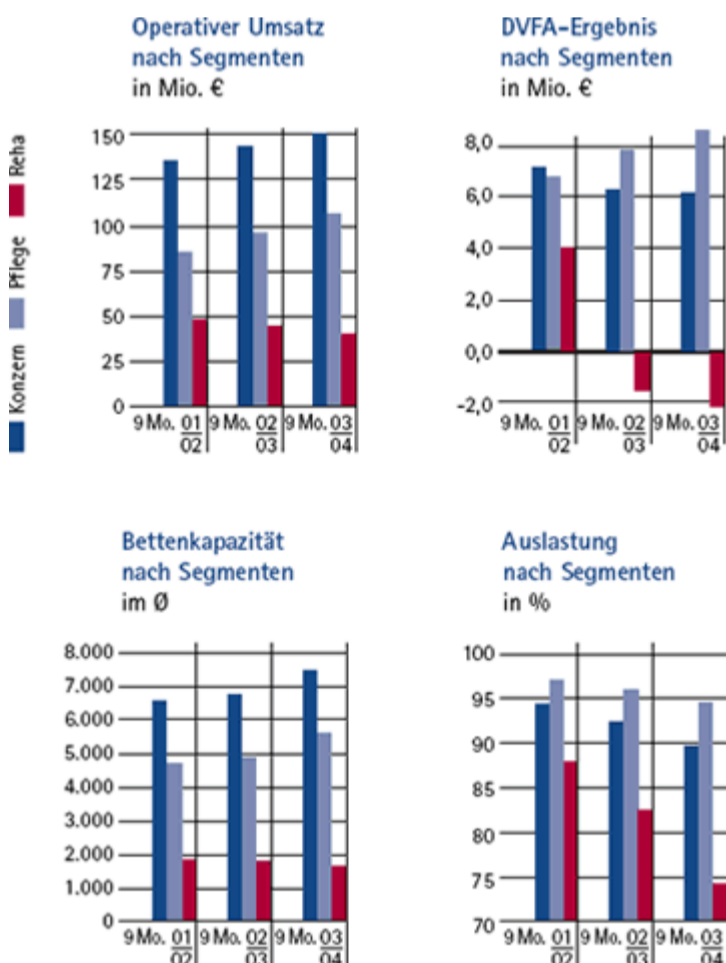 Operativer Umsatz
nach Segmenten
in Mio. €
150
125
100
75
50
25
0
9 Mo. 01/02
9 Mo. 02/03
9 Mo. 03/04
DVFA-Ergebnis
nach Segmenten
in Mio. €
8,0
6,0
4,0
2,0
0,0
-2,0
9 Mo. 01/02
9 Mo. 02/03
9 Mo. 03/04
Konzern
Pflege
Reha
Bettenkapazität
nach Segmenten
im Ø
8.000
7.000
6.000
5.000
4.000
3.000
2.000
1.000
0
9 Mo. 01/02
9 Mo. 02/03
9 Mo. 03/04
Auslastung
nach Segmenten
in %
100
95
90
85
80
75
70
9 Mo. 01/02
9 Mo. 02/03
9 Mo. 03/04